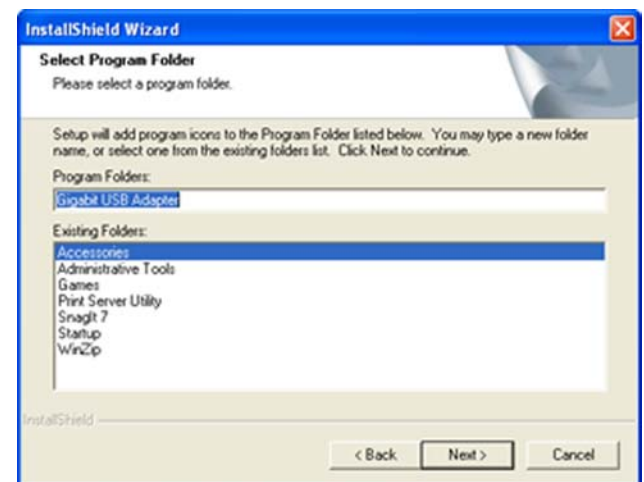 InstallShield Wizard
Select Program Folder
Please select a program folder.
Setup will add program icons to the Program Folder listed below. You may type a new folder
name, or select one from the existing folders list. Click Next to continue.
Program Folders:
Gigabit USB Adapter
Existing Folders:
Accessories
Administrative Tools
Games
Print Server Utility
SnagIt 7
Startup
WinZip
InstallShield
< Back
Next >
Cancel